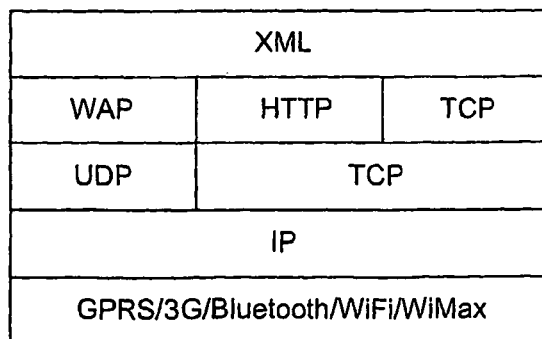 XML
WAP HTTP TCP
UDP TCP
IP
GPRS/3G/Bluetooth/WiFi/WiMax